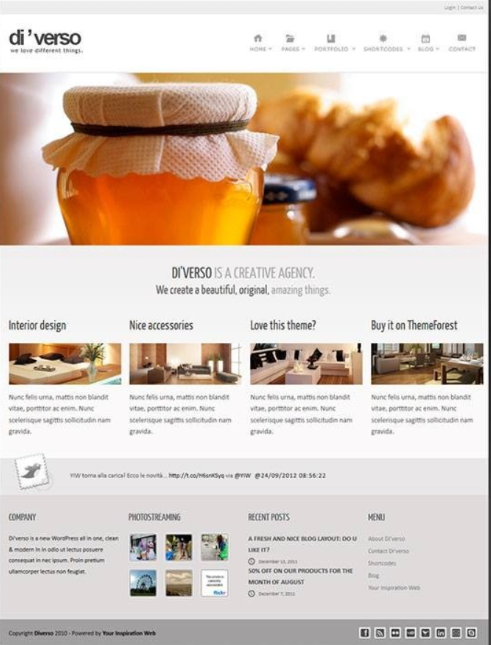 Login | Contact us
di'verso
we love different things.
HOME PAGES PORTFOLIO SHORTCODES BLOG CONTACT
DI'VERSO IS A CREATIVE AGENCY.
We create a beautiful, original, amazing things.
Interior design
Nunc felis urna, mattis non blandit
vitae, porttitor ac enim. Nunc
scelerisque sagittis sollicitudin nam
gravida.
Nice accessories
Nunc felis urna, mattis non blandit
vitae, porttitor ac enim. Nunc
scelerisque sagittis sollicitudin nam
gravida.
Love this theme?
Nunc felis urna, mattis non blandit
vitae, porttitor ac enim. Nunc
scelerisque sagittis sollicitudin nam
gravida.
Buy it on ThemeForest
Nunc felis urna, mattis non blandit
vitae, porttitor ac enim. Nunc
scelerisque sagittis sollicitudin nam
gravida.
YIW torna alla carica! Ecco le novità... via @YIW @24/09/2012 08:56:22
COMPANY
Di'verso is a new WordPress all in one, clean
& modern in in odio ut lectus posuere
consequat in nec ipsum. Proin pretium
ullamcorper lectus non feugiat.
PHOTOSTREAMING
flickr
RECENT POSTS
A FRESH AND NICE BLOG LAYOUT: DO U
LIKE IT?
December
50% OFF ON OUR PRODUCTS FOR THE
MONTH OF AUGUST
December 7, 2011
MENU
About Di'verso
Contact Di'verso
Shortcodes
Blog
Your Inspiration Web
Copyright Diverso 2010 - Powered by Your Inspiration Web